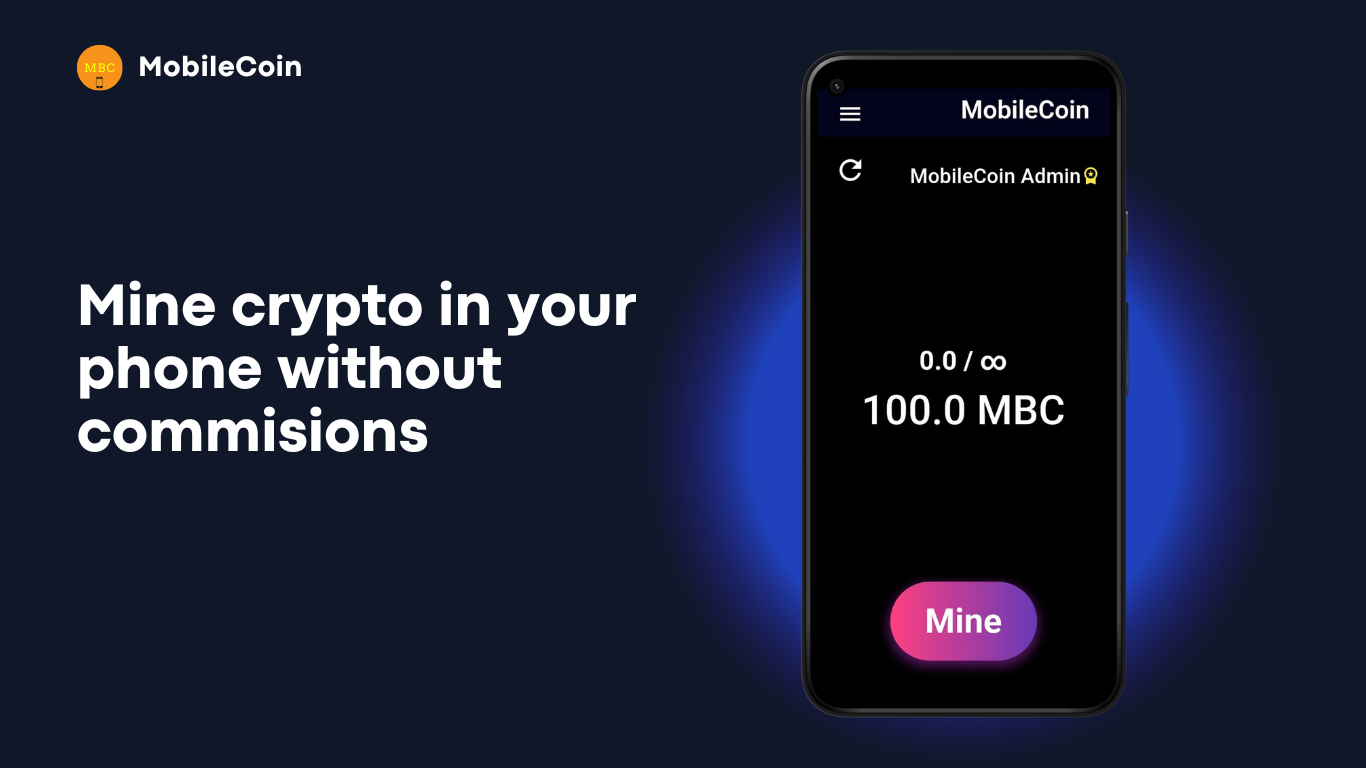 MBC
MobileCoin
Mine crypto in your
phone without
commisions
MobileCoin
MobileCoin Admin
0.0 / ∞
100.0 MBC
Mine